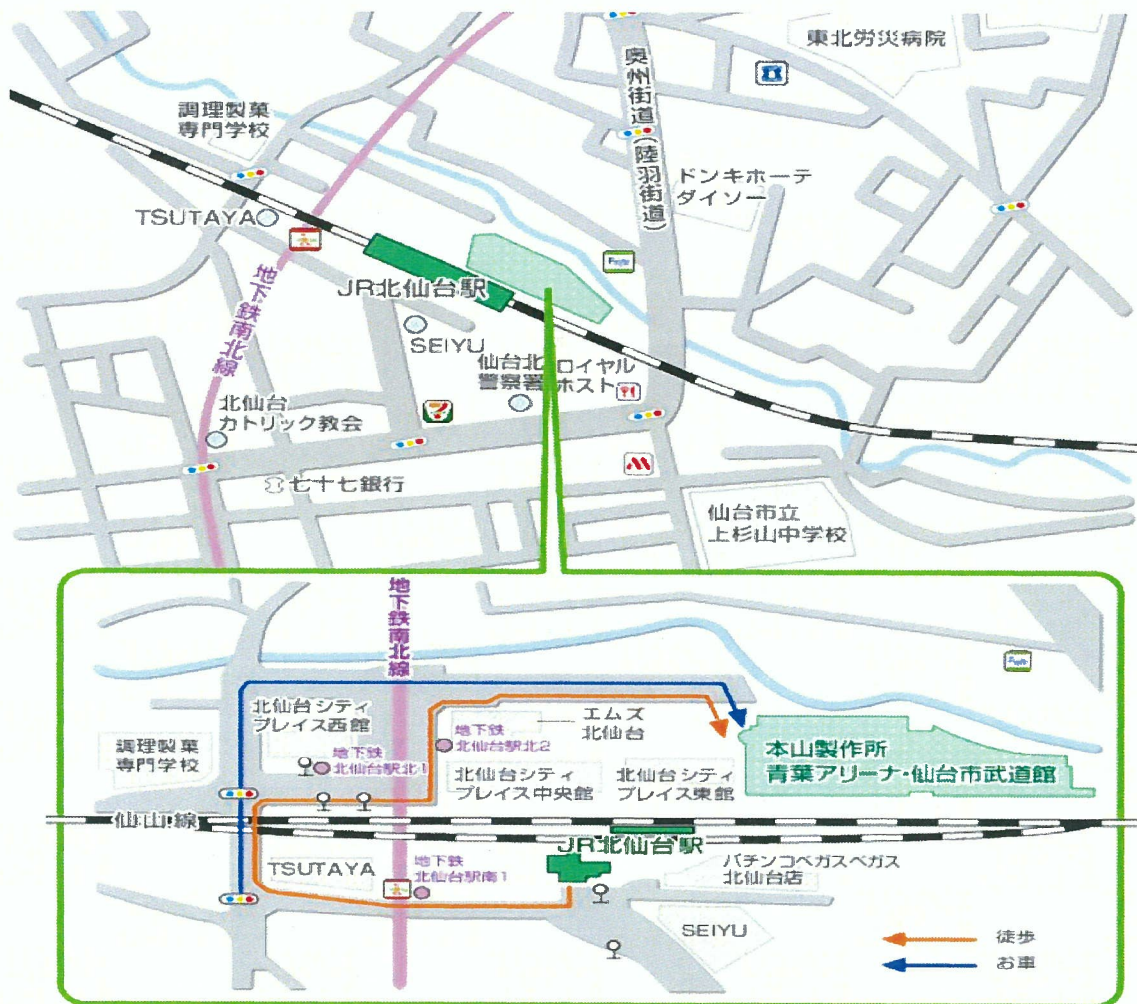 東北労災病院
奥州街道(陸羽街道)
調理製菓
専門学校
ドンキホーテ
ダイソー
TSUTAYA
JR北仙台駅
地下鉄南北線
SEIYU
仙台北
警察署
ロイヤル
ホスト
北仙台
カトリック教会
七十七銀行
仙台市立
上杉山中学校
地下鉄南北線
北仙台シティ
プレイス西館
エムズ
北仙台
地下鉄
北仙台駅北2
調理製菓
専門学校
地下鉄
北仙台駅北1
北仙台シティ
プレイス中央館
北仙台シティ
プレイス東館
本山製作所
青葉アリーナ・仙台市武道館
仙山線
JR北仙台駅
TSUTAYA
地下鉄
北仙台駅南1
パチンコベガスベガス
北仙台店
SEIYU
徒歩
お車